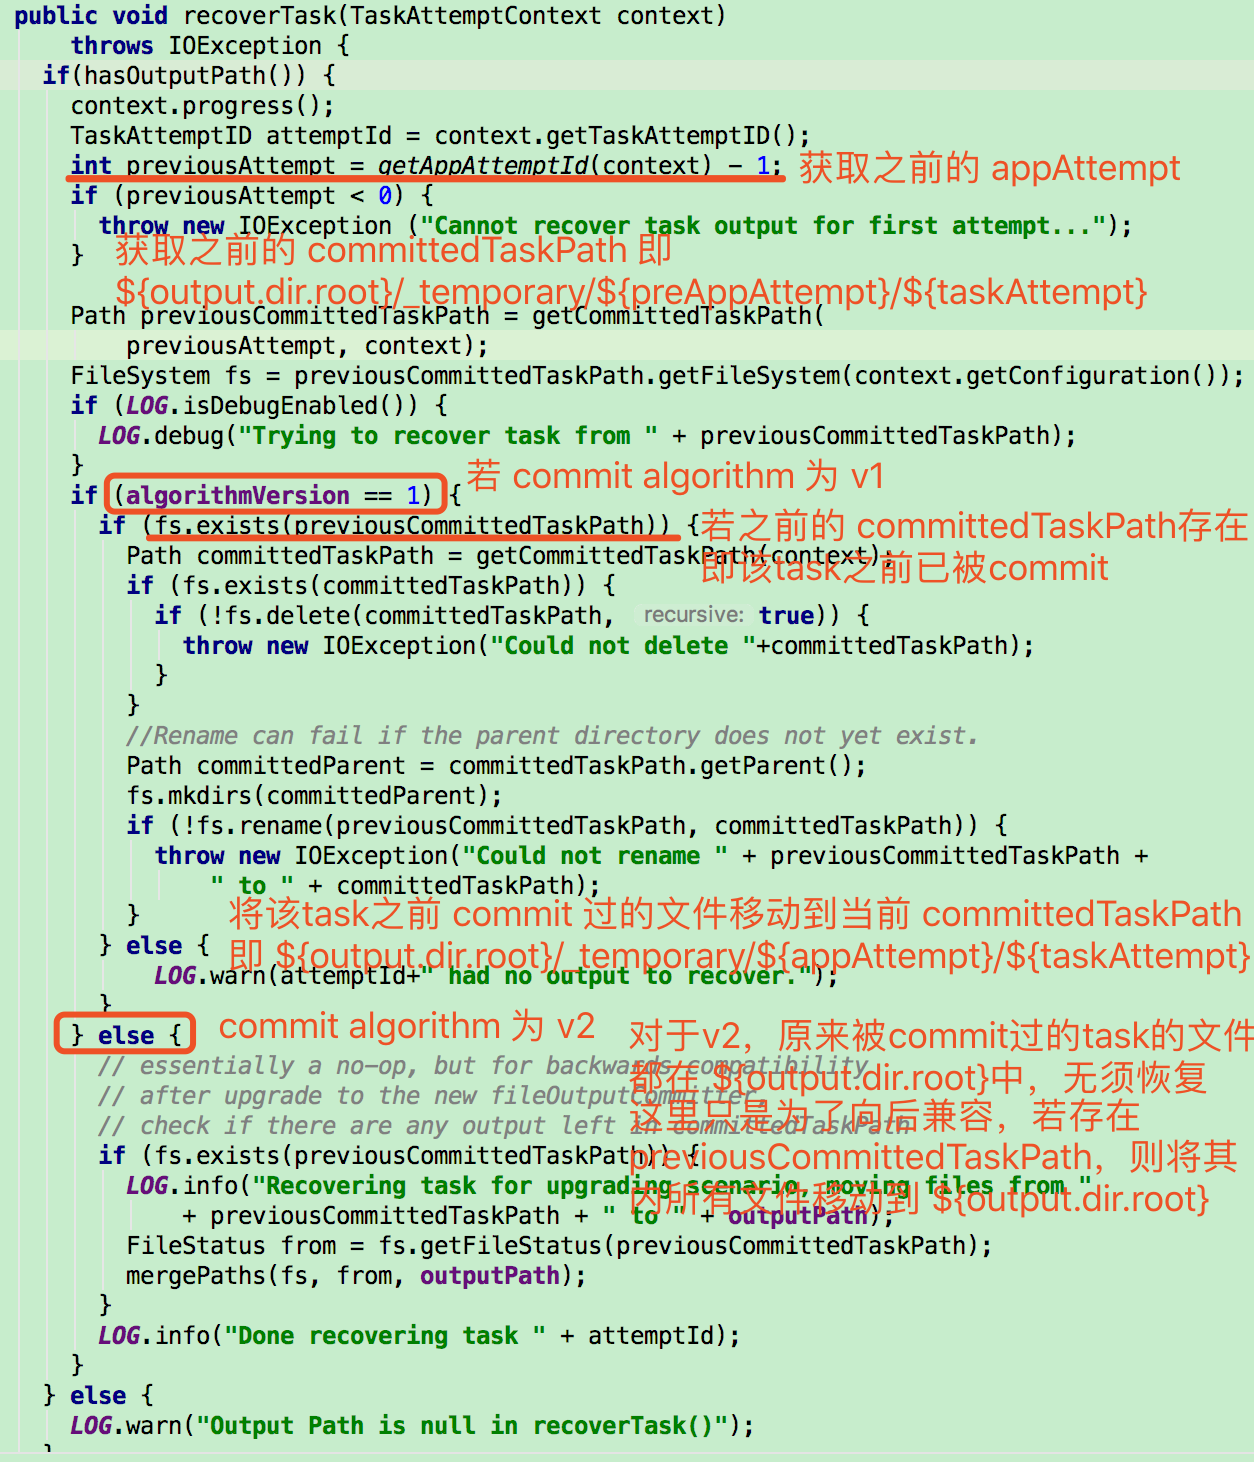 public void recoverTask(TaskAttemptContext context)
throws IOException {
if(hasOutputPath()) {
context.progress();
TaskAttemptID attemptId = context.getTaskAttemptID();
int previousAttempt = getAppAttemptId(context) - 1; 获取之前的 appAttempt
if (previousAttempt < 0) {
throw new IOException ("Cannot recover task output for first attempt...");
} 获取之前的 committedTaskPath 即
${output.dir.root}/_temporary/${preAppAttempt}/${taskAttempt}
Path previousCommittedTaskPath = getCommittedTaskPath(
previousAttempt, context);
FileSystem fs = previousCommittedTaskPath.getFileSystem(context.getConfiguration());
if (LOG.isDebugEnabled()) {
LOG.debug("Trying to recover task from " + previousCommittedTaskPath);
}
if (algorithmVersion == 1) { 若 commit algorithm 为 v1
if (fs.exists(previousCommittedTaskPath)) { 若之前的 committedTaskPath存在
Path committedTaskPath = getCommittedTaskPath(context);
即该task之前已被commit
if (fs.exists(committedTaskPath)) {
if (!fs.delete(committedTaskPath, recursive: true)) {
throw new IOException("Could not delete "+committedTaskPath);
}
}
//Rename can fail if the parent directory does not yet exist.
Path committedParent = committedTaskPath.getParent();
fs.mkdirs(committedParent);
if (!fs.rename(previousCommittedTaskPath, committedTaskPath)) {
throw new IOException("Could not rename " + previousCommittedTaskPath +
" to " + committedTaskPath);
} 将该task之前 commit 过的文件移动到当前 committedTaskPath
} else { 即 ${output.dir.root}/_temporary/${appAttempt}/${taskAttempt}
LOG.warn(attemptId+" had no output to recover.");
}
} else { commit algorithm 为 v2 对于v2，原来被commit过的task的文件
// essentially a no-op, but for backwards compatibility
都在 ${output.dir.root}中，无须恢复
// after upgrade to the new fileOutputCommitter,
这里只是为了向后兼容，若存在
// check if there are any output left in committedTaskPath
if (fs.exists(previousCommittedTaskPath)) {
previousCommittedTaskPath，则将其
LOG.info("Recovering task for upgrading scenario, moving files from "
内所有文件移动到 ${output.dir.root}
+ previousCommittedTaskPath + " to " + outputPath);
FileStatus from = fs.getFileStatus(previousCommittedTaskPath);
mergePaths(fs, from, outputPath);
}
LOG.info("Done recovering task " + attemptId);
}
} else {
LOG.warn("Output Path is null in recoverTask()");
}